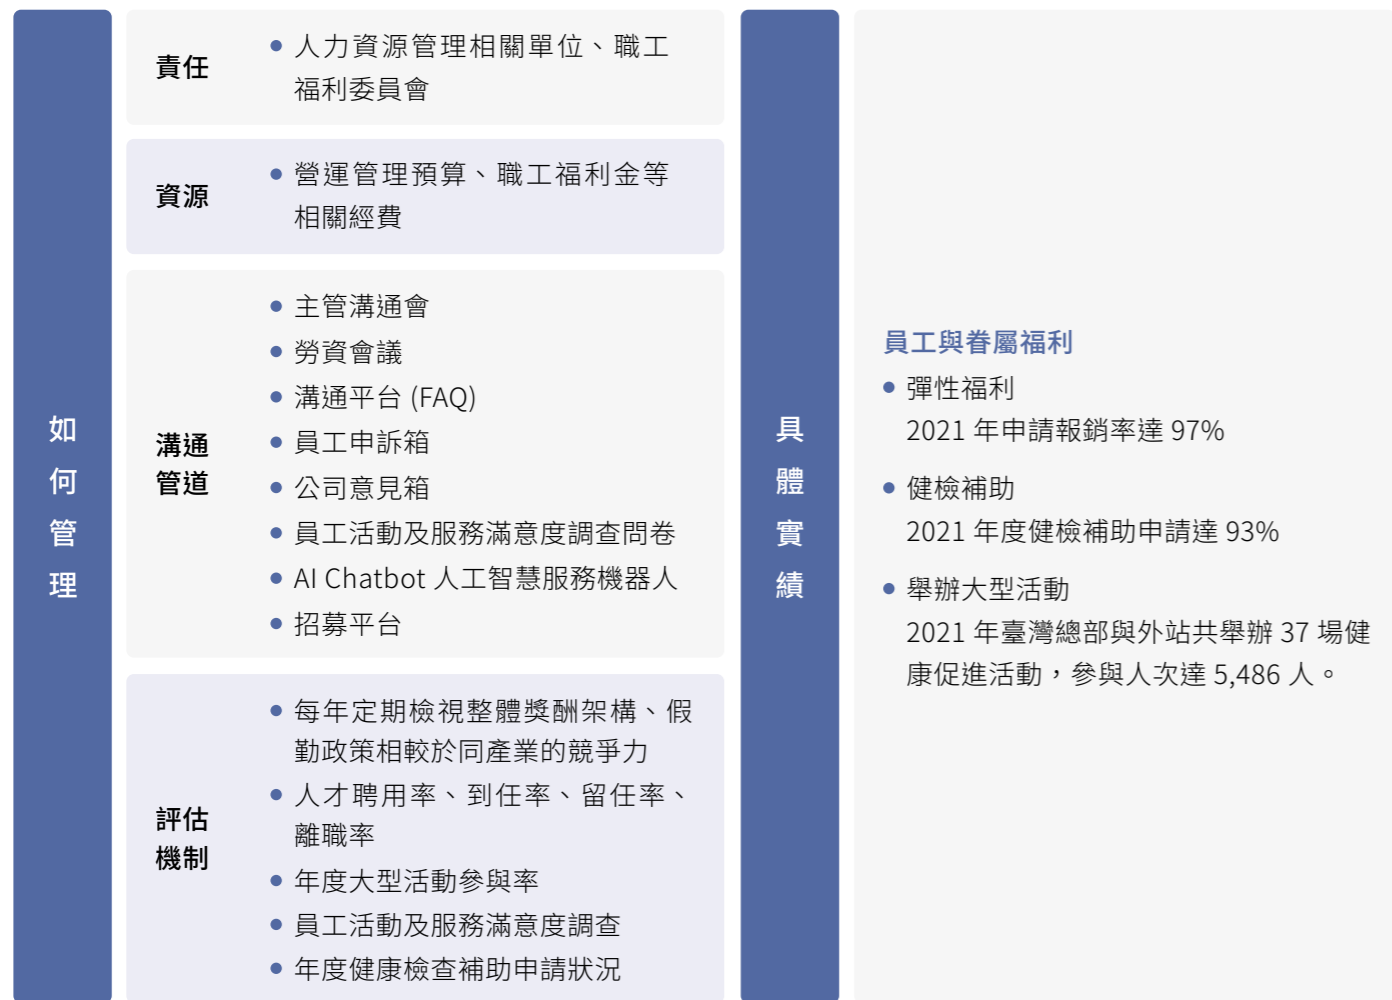 如何管理
責任
人力資源管理相關單位、職工
福利委員會
資源
營運管理預算、職工福利金等
相關經費
溝通
管道
主管溝通會
勞資會議
溝通平台 (FAQ)
員工申訴箱
公司意見箱
員工活動及服務滿意度調查問卷
AI Chatbot 人工智慧服務機器人
招募平台
評估
機制
每年定期檢視整體獎酬架構、假
勤政策相較於同產業的競爭力
人才聘用率、到任率、留任率、
離職率
年度大型活動參與率
員工活動及服務滿意度調查
年度健康檢查補助申請狀況
具體實績
員工與眷屬福利
彈性福利
2021 年申請報銷率達 97%
健檢補助
2021 年度健檢補助申請達 93%
舉辦大型活動
2021 年臺灣總部與外站共舉辦 37 場健
康促進活動，參與人次達 5,486 人。